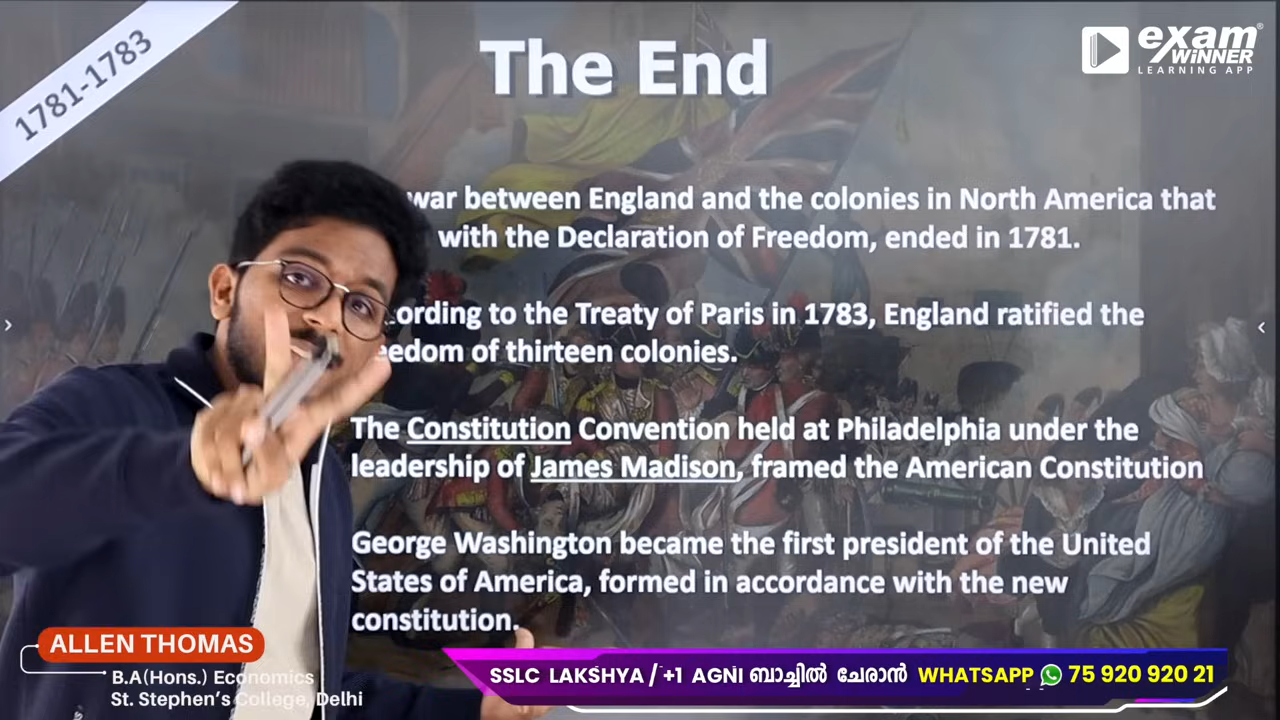 1781-1783
The End
exam
WiNNER
LEARNING APP
war between England and the colonies in North America that
with the Declaration of Freedom, ended in 1781.
to the Treaty of Paris in 1783, England ratified the
of thirteen colonies.
The Constitution Convention held at Philadelphia under the
leadership of James Madison, framed the American Constitution
George Washington became the first president of the United
States of America, formed in accordance with the new
constitution.
ALLEN THOMAS
B.A(Hons.) Economics
St. Stephen's College, Delhi
SSLC LAKSHYA / +1 AGNI ബാച്ചിൽ ചേരാൻ WHATSAPP 75 920 920 21